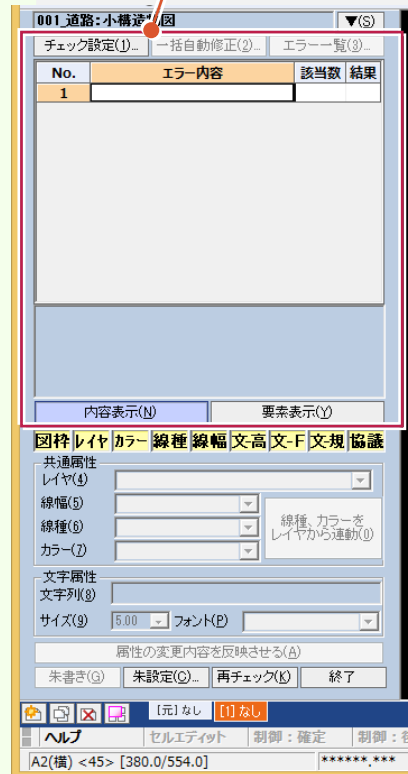 001_道路:小構造物図 ▼(S)
チェック設定(1)... 一括自動修正(2)... エラー一覧(3)...
No. エラー内容 該当数 結果
1
内容表示(N) 要素表示(Y)
図枠 レイヤ カラー 線種 線幅 文-高 文-F 文-規 協議
共通属性
レイヤ(4)
線幅(5)
線種(6)
カラー(7)
線種、カラーを
レイヤから連動(0)
文字属性
文字列(8)
サイズ(9) 5.00 フォント(P)
属性の変更内容を反映させる(A)
朱書き(G) 朱設定(C)... 再チェック(K) 終了
[元] なし [1] なし
ヘルプ セルエディット 制御:確定 制御:
A2(横) <45> [380.0/554.0] ******.***